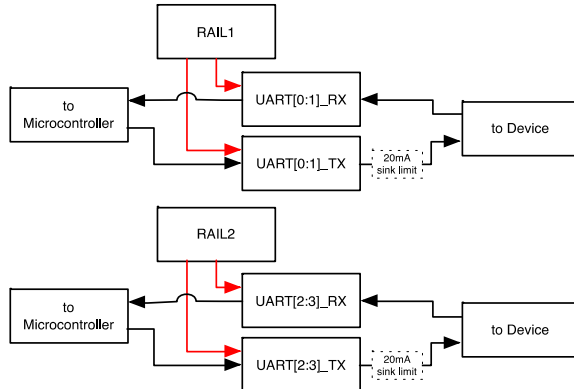 RAIL1
to
Microcontroller
UART[0:1]_RX
UART[0:1]_TX
20mA
sink limit
to Device
RAIL2
to
Microcontroller
UART[2:3]_RX
UART[2:3]_TX
20mA
sink limit
to Device